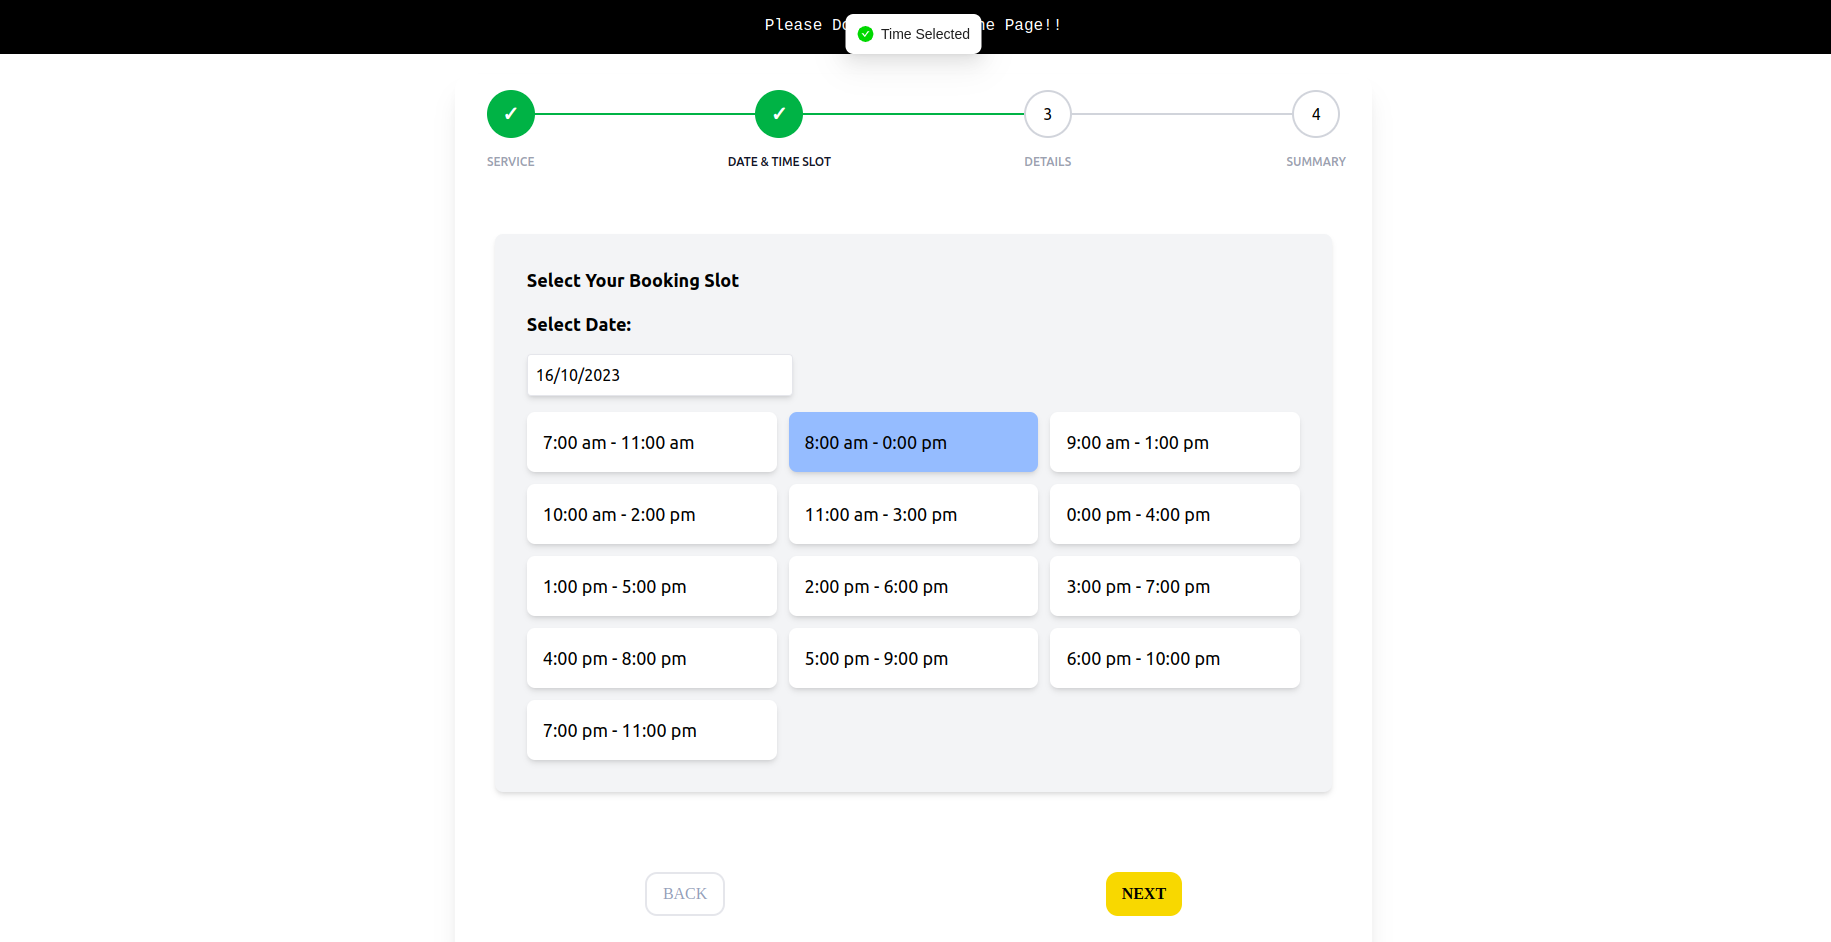 Please Do
ne Page!!
Time Selected
✓
✓
3
4
SERVICE
DATE & TIME SLOT
DETAILS
SUMMARY
Select Your Booking Slot
Select Date:
16/10/2023
7:00 am - 11:00 am
8:00 am - 0:00 pm
9:00 am - 1:00 pm
10:00 am - 2:00 pm
11:00 am - 3:00 pm
0:00 pm - 4:00 pm
1:00 pm - 5:00 pm
2:00 pm - 6:00 pm
3:00 pm - 7:00 pm
4:00 pm - 8:00 pm
5:00 pm - 9:00 pm
6:00 pm - 10:00 pm
7:00 pm - 11:00 pm
BACK
NEXT